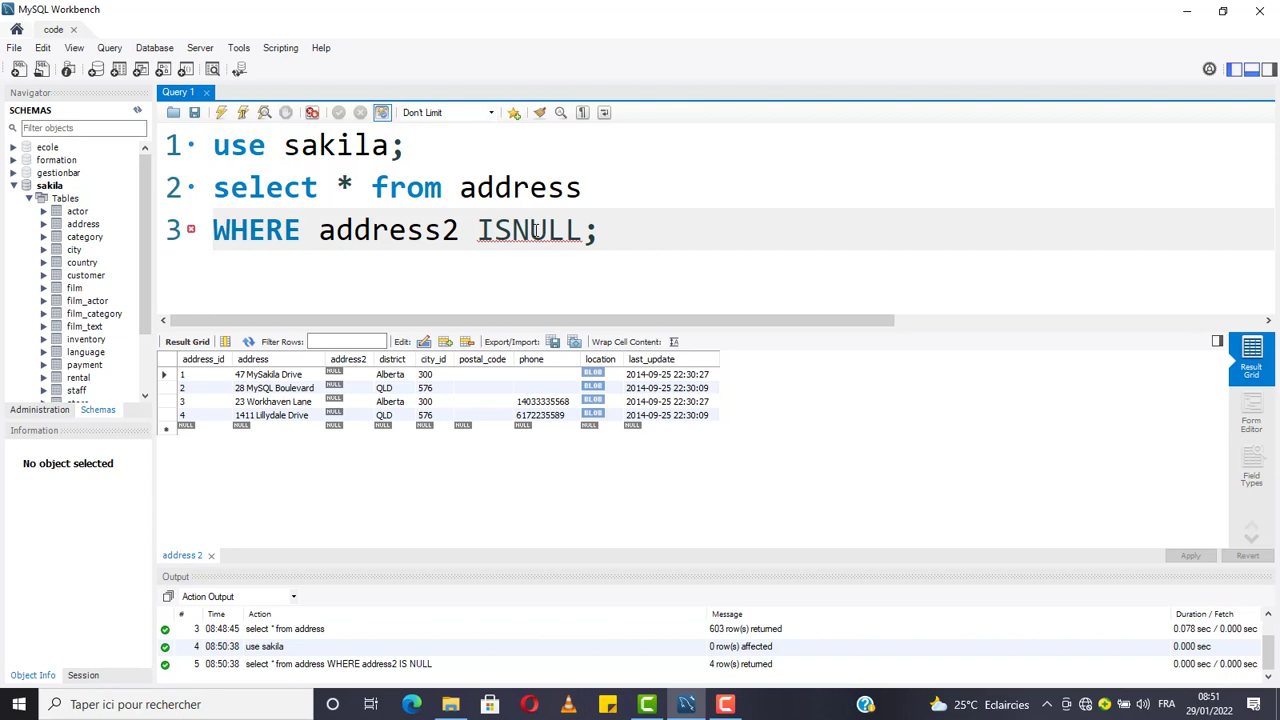 MySQL Workbench
code
File Edit View Query Database Server Tools Scripting Help
Navigator
SCHEMAS
Filter objects
ecole
formation
gestionbar
sakila
Tables
actor
address
category
city
country
customer
film
film_actor
film_category
film_text
inventory
language
payment
rental
staff
Administration Schemas
Information
No object selected
Object Info Session
Query 1
Don't Limit
1 use sakila;
2 select * from address
3 WHERE address2 ISNULL;
Result Grid Filter Rows: Edit: Export/Import: Wrap Cell Content:
address_id address address2 district city_id postal_code phone location last_update
1 47 MySakila Drive NULL Alberta 300 BLOB 2014-09-25 22:30:27
2 28 MySQL Boulevard NULL QLD 576 BLOB 2014-09-25 22:30:09
3 23 Workhaven Lane NULL Alberta 300 14033335568 BLOB 2014-09-25 22:30:27
4 1411 Lillydale Drive NULL QLD 576 6172235589 BLOB 2014-09-25 22:30:09
NULL NULL NULL NULL NULL NULL NULL NULL NULL
Result
Grid
Form
Editor
Field
Types
address 2
Apply Revert
Output
Action Output
# Time Action Message Duration / Fetch
3 08:48:45 select * from address 603 row(s) returned 0.078 sec / 0.000 sec
4 08:50:38 use sakila 0 row(s) affected 0.000 sec
5 08:50:38 select * from address WHERE address2 IS NULL 4 row(s) returned 0.000 sec / 0.000 sec
Taper ici pour rechercher
25°C Eclaircies
FRA
08:51
29/01/2022